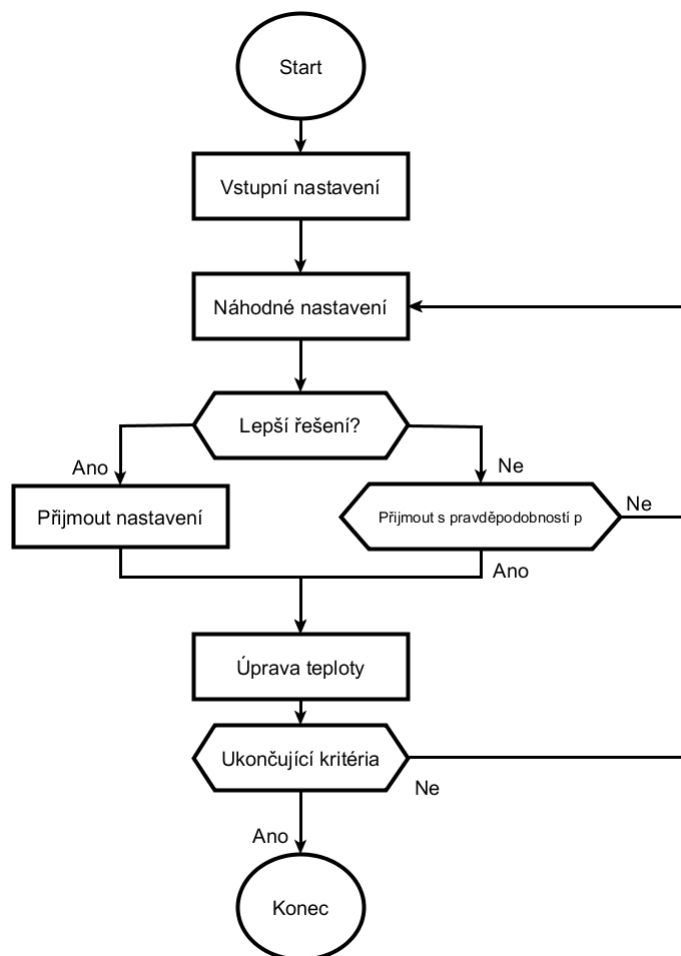 Start
Vstupní nastavení
Náhodné nastavení
Lepší řešení?
Ano
Ne
Přijmout nastavení
Přijmout s pravděpodobností p
Ne
Ano
Úprava teploty
Ukončující kritéria
Ne
Ano
Konec